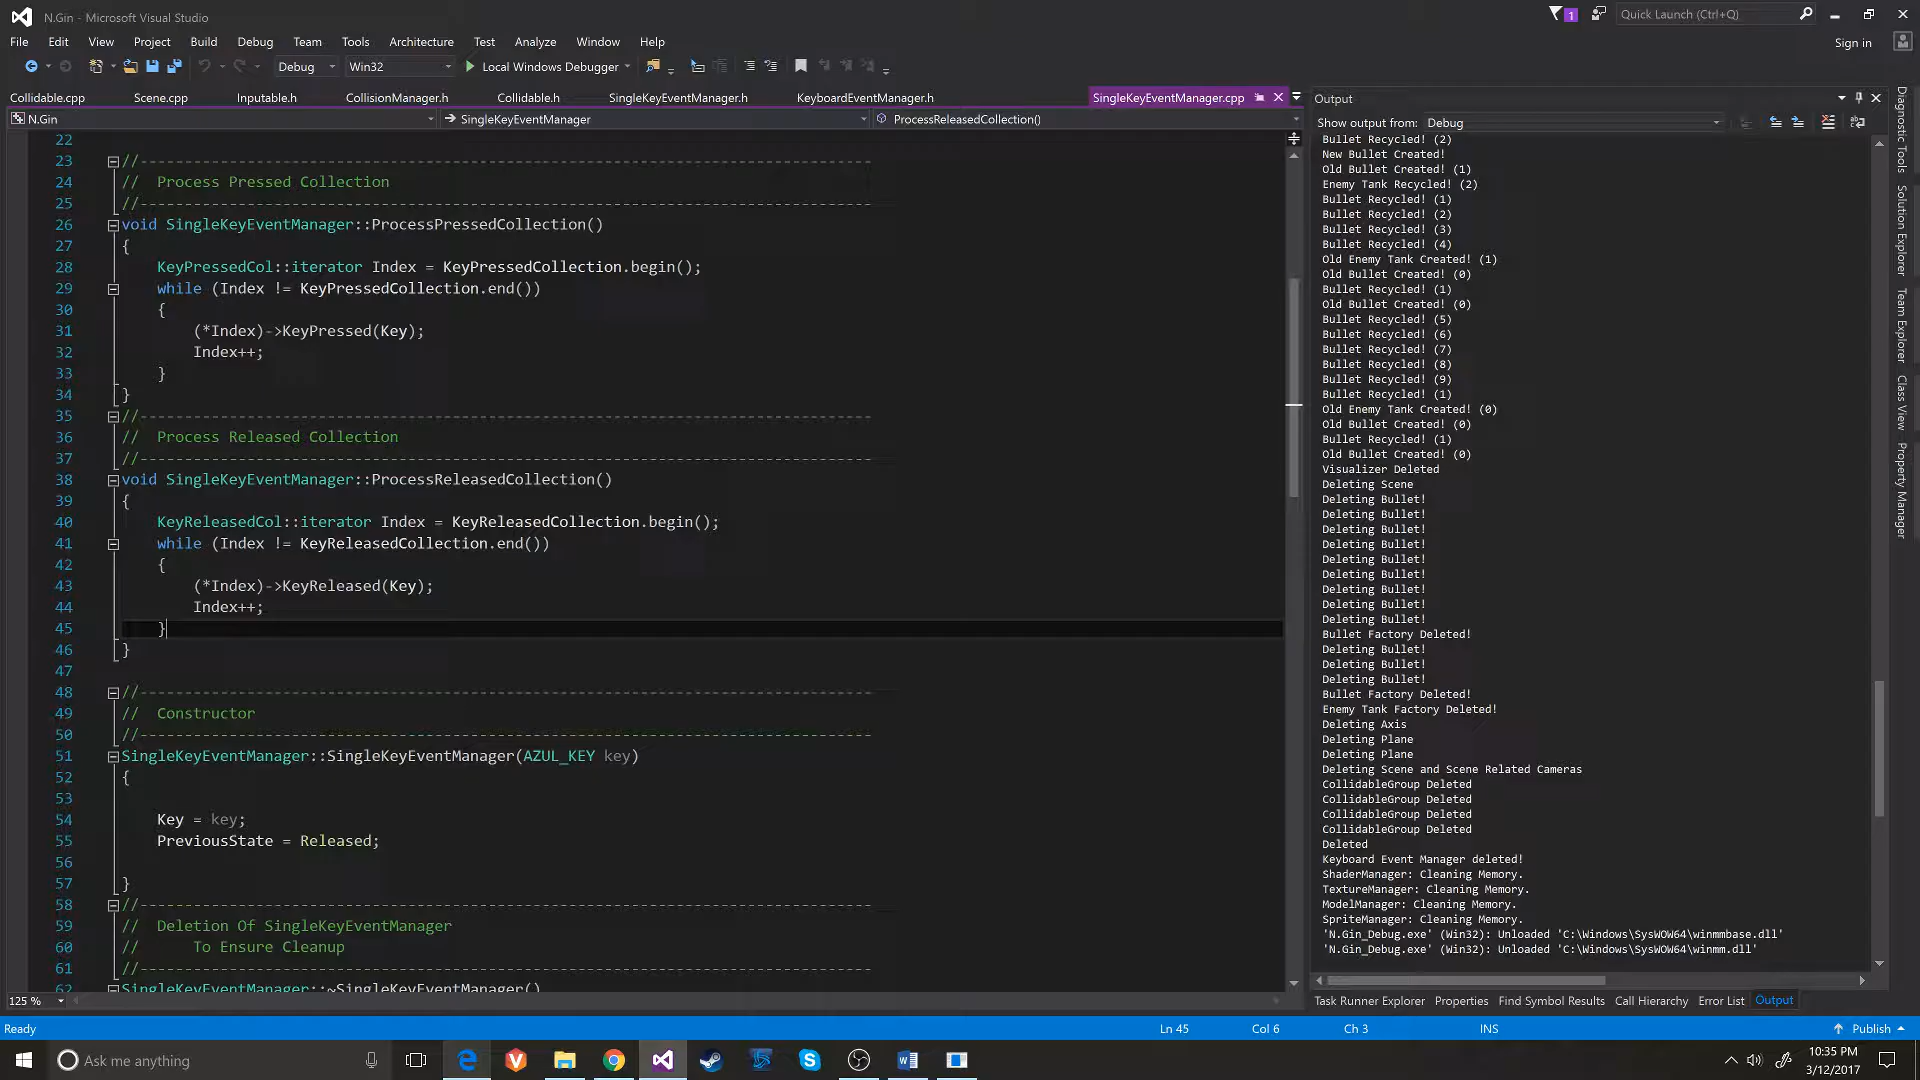 N.Gin - Microsoft Visual Studio
1
Quick Launch (Ctrl+Q)
File Edit View Project Build Debug Team Tools Architecture Test Analyze Window Help
Sign in
Debug Win32 Local Windows Debugger
Collidable.cpp Scene.cpp Inputable.h CollisionManager.h Collidable.h SingleKeyEventManager.h KeyboardEventManager.h SingleKeyEventManager.cpp
N.Gin SingleKeyEventManager ProcessReleasedCollection()
22
23 //----------------------------------------------------------------------------------
24 // Process Pressed Collection
25 //----------------------------------------------------------------------------------
26 void SingleKeyEventManager::ProcessPressedCollection()
27 {
28 KeyPressedCol::iterator Index = KeyPressedCollection.begin();
29 while (Index != KeyPressedCollection.end())
30 {
31 (*Index)->KeyPressed(Key);
32 Index++;
33 }
34 }
35 //----------------------------------------------------------------------------------
36 // Process Released Collection
37 //----------------------------------------------------------------------------------
38 void SingleKeyEventManager::ProcessReleasedCollection()
39 {
40 KeyReleasedCol::iterator Index = KeyReleasedCollection.begin();
41 while (Index != KeyReleasedCollection.end())
42 {
43 (*Index)->KeyReleased(Key);
44 Index++;
45 }
46 }
47
48 //----------------------------------------------------------------------------------
49 // Constructor
50 //----------------------------------------------------------------------------------
51 SingleKeyEventManager::SingleKeyEventManager(AZUL_KEY key)
52 {
53
54 Key = key;
55 PreviousState = Released;
56
57 }
58 //----------------------------------------------------------------------------------
59 // Deletion Of SingleKeyEventManager
60 // To Ensure Cleanup
61 //----------------------------------------------------------------------------------
62 SingleKeyEventManager::~SingleKeyEventManager()
125 %
Output
Show output from: Debug
Bullet Recycled! (2)
New Bullet Created!
Old Bullet Created! (1)
Enemy Tank Recycled! (2)
Bullet Recycled! (1)
Bullet Recycled! (2)
Bullet Recycled! (3)
Bullet Recycled! (4)
Old Enemy Tank Created! (1)
Old Bullet Created! (0)
Bullet Recycled! (1)
Old Bullet Created! (0)
Bullet Recycled! (5)
Bullet Recycled! (6)
Bullet Recycled! (7)
Bullet Recycled! (8)
Bullet Recycled! (9)
Bullet Recycled! (1)
Old Enemy Tank Created! (0)
Old Bullet Created! (0)
Bullet Recycled! (1)
Old Bullet Created! (0)
Visualizer Deleted
Deleting Scene
Deleting Bullet!
Deleting Bullet!
Deleting Bullet!
Deleting Bullet!
Deleting Bullet!
Deleting Bullet!
Deleting Bullet!
Deleting Bullet!
Deleting Bullet!
Bullet Factory Deleted!
Deleting Bullet!
Deleting Bullet!
Deleting Bullet!
Bullet Factory Deleted!
Enemy Tank Factory Deleted!
Deleting Axis
Deleting Plane
Deleting Plane
Deleting Scene and Scene Related Cameras
CollidableGroup Deleted
CollidableGroup Deleted
CollidableGroup Deleted
CollidableGroup Deleted
Deleted
Keyboard Event Manager deleted!
ShaderManager: Cleaning Memory.
TextureManager: Cleaning Memory.
ModelManager: Cleaning Memory.
SpriteManager: Cleaning Memory.
'N.Gin_Debug.exe' (Win32): Unloaded 'C:\Windows\SysWOW64\winmmbase.dll'
'N.Gin_Debug.exe' (Win32): Unloaded 'C:\Windows\SysWOW64\winmm.dll'
Task Runner Explorer Properties Find Symbol Results Call Hierarchy Error List Output
Diagnostic Tools
Solution Explorer
Team Explorer
Class View
Property Manager
Ready Ln 45 Col 6 Ch 3 INS Publish
Ask me anything
10:35 PM
3/12/2017